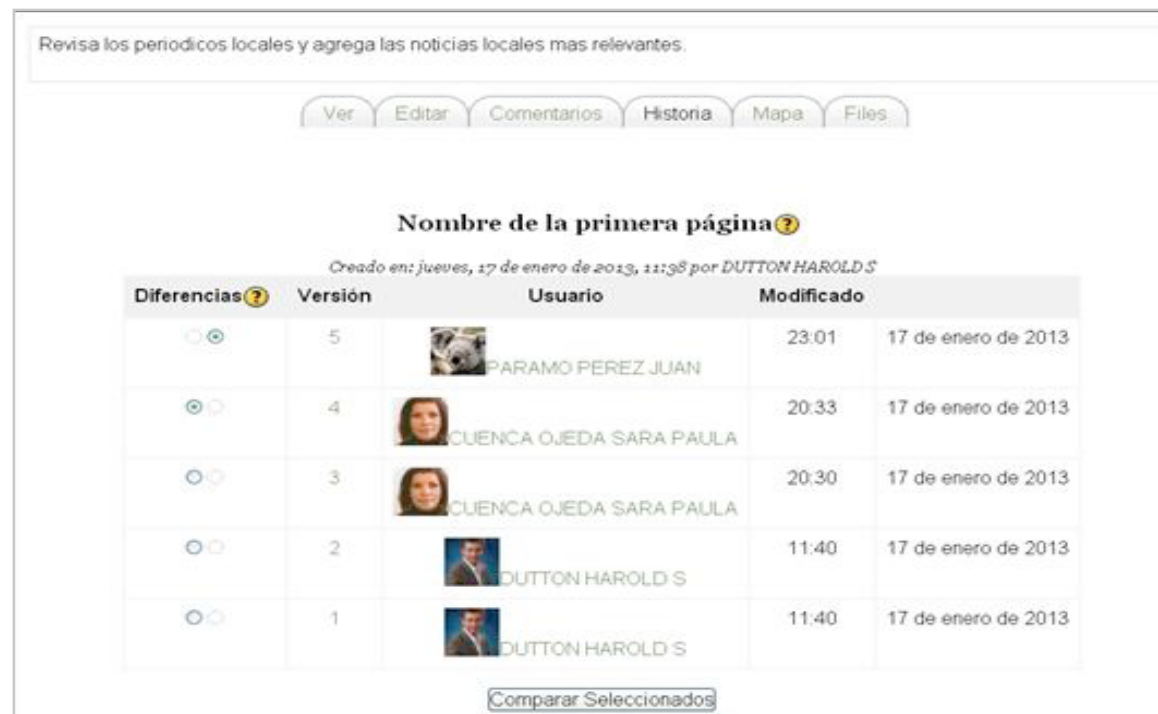 Revisa los periodicos locales y agrega las noticias locales mas relevantes.
Ver Editar Comentarios Historia Mapa Files
Nombre de la primera página?
Creado en: jueves, 17 de enero de 2013, 11:38 por DUTTON HAROLD S
Diferencias? Versión Usuario Modificado
5 PARAMO PEREZ JUAN 23:01 17 de enero de 2013
4 CUENCA OJEDA SARA PAULA 20:33 17 de enero de 2013
3 CUENCA OJEDA SARA PAULA 20:30 17 de enero de 2013
2 DUTTON HAROLD S 11:40 17 de enero de 2013
1 DUTTON HAROLD S 11:40 17 de enero de 2013
Comparar Seleccionados